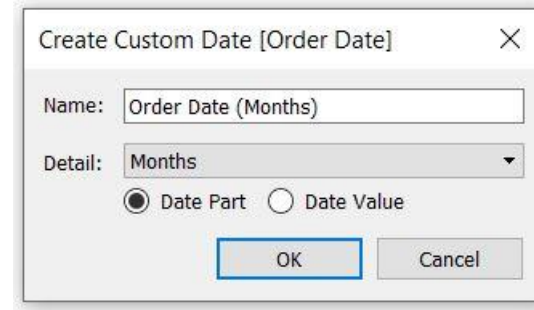 Create Custom Date [Order Date]
Name: Order Date (Months)
Detail: Months
Date Part Date Value
OK Cancel